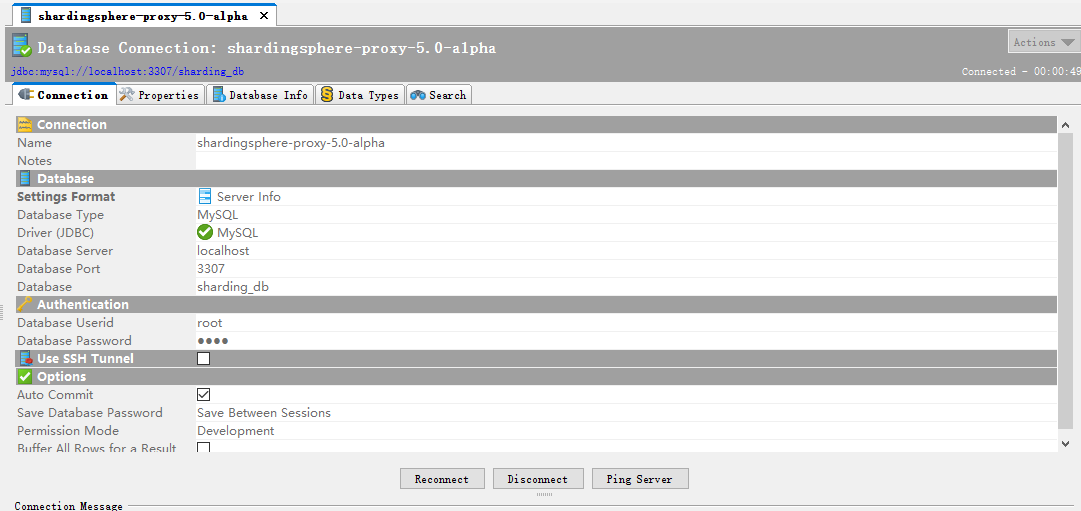 shardingsphere-proxy-5.0-alpha
Database Connection: shardingsphere-proxy-5.0-alpha
Actions
jdbc:mysql://localhost:3307/sharding_db
Connected - 00:00:49
Connection Properties Database Info Data Types Search
Connection
Name shardingsphere-proxy-5.0-alpha
Notes
Database
Settings Format Server Info
Database Type MySQL
Driver (JDBC) MySQL
Database Server localhost
Database Port 3307
Database sharding_db
Authentication
Database Userid root
Database Password ●●●●
Use SSH Tunnel
Options
Auto Commit
Save Database Password Save Between Sessions
Permission Mode Development
Buffer All Rows for a Result
Reconnect Disconnect Ping Server
Connection Message